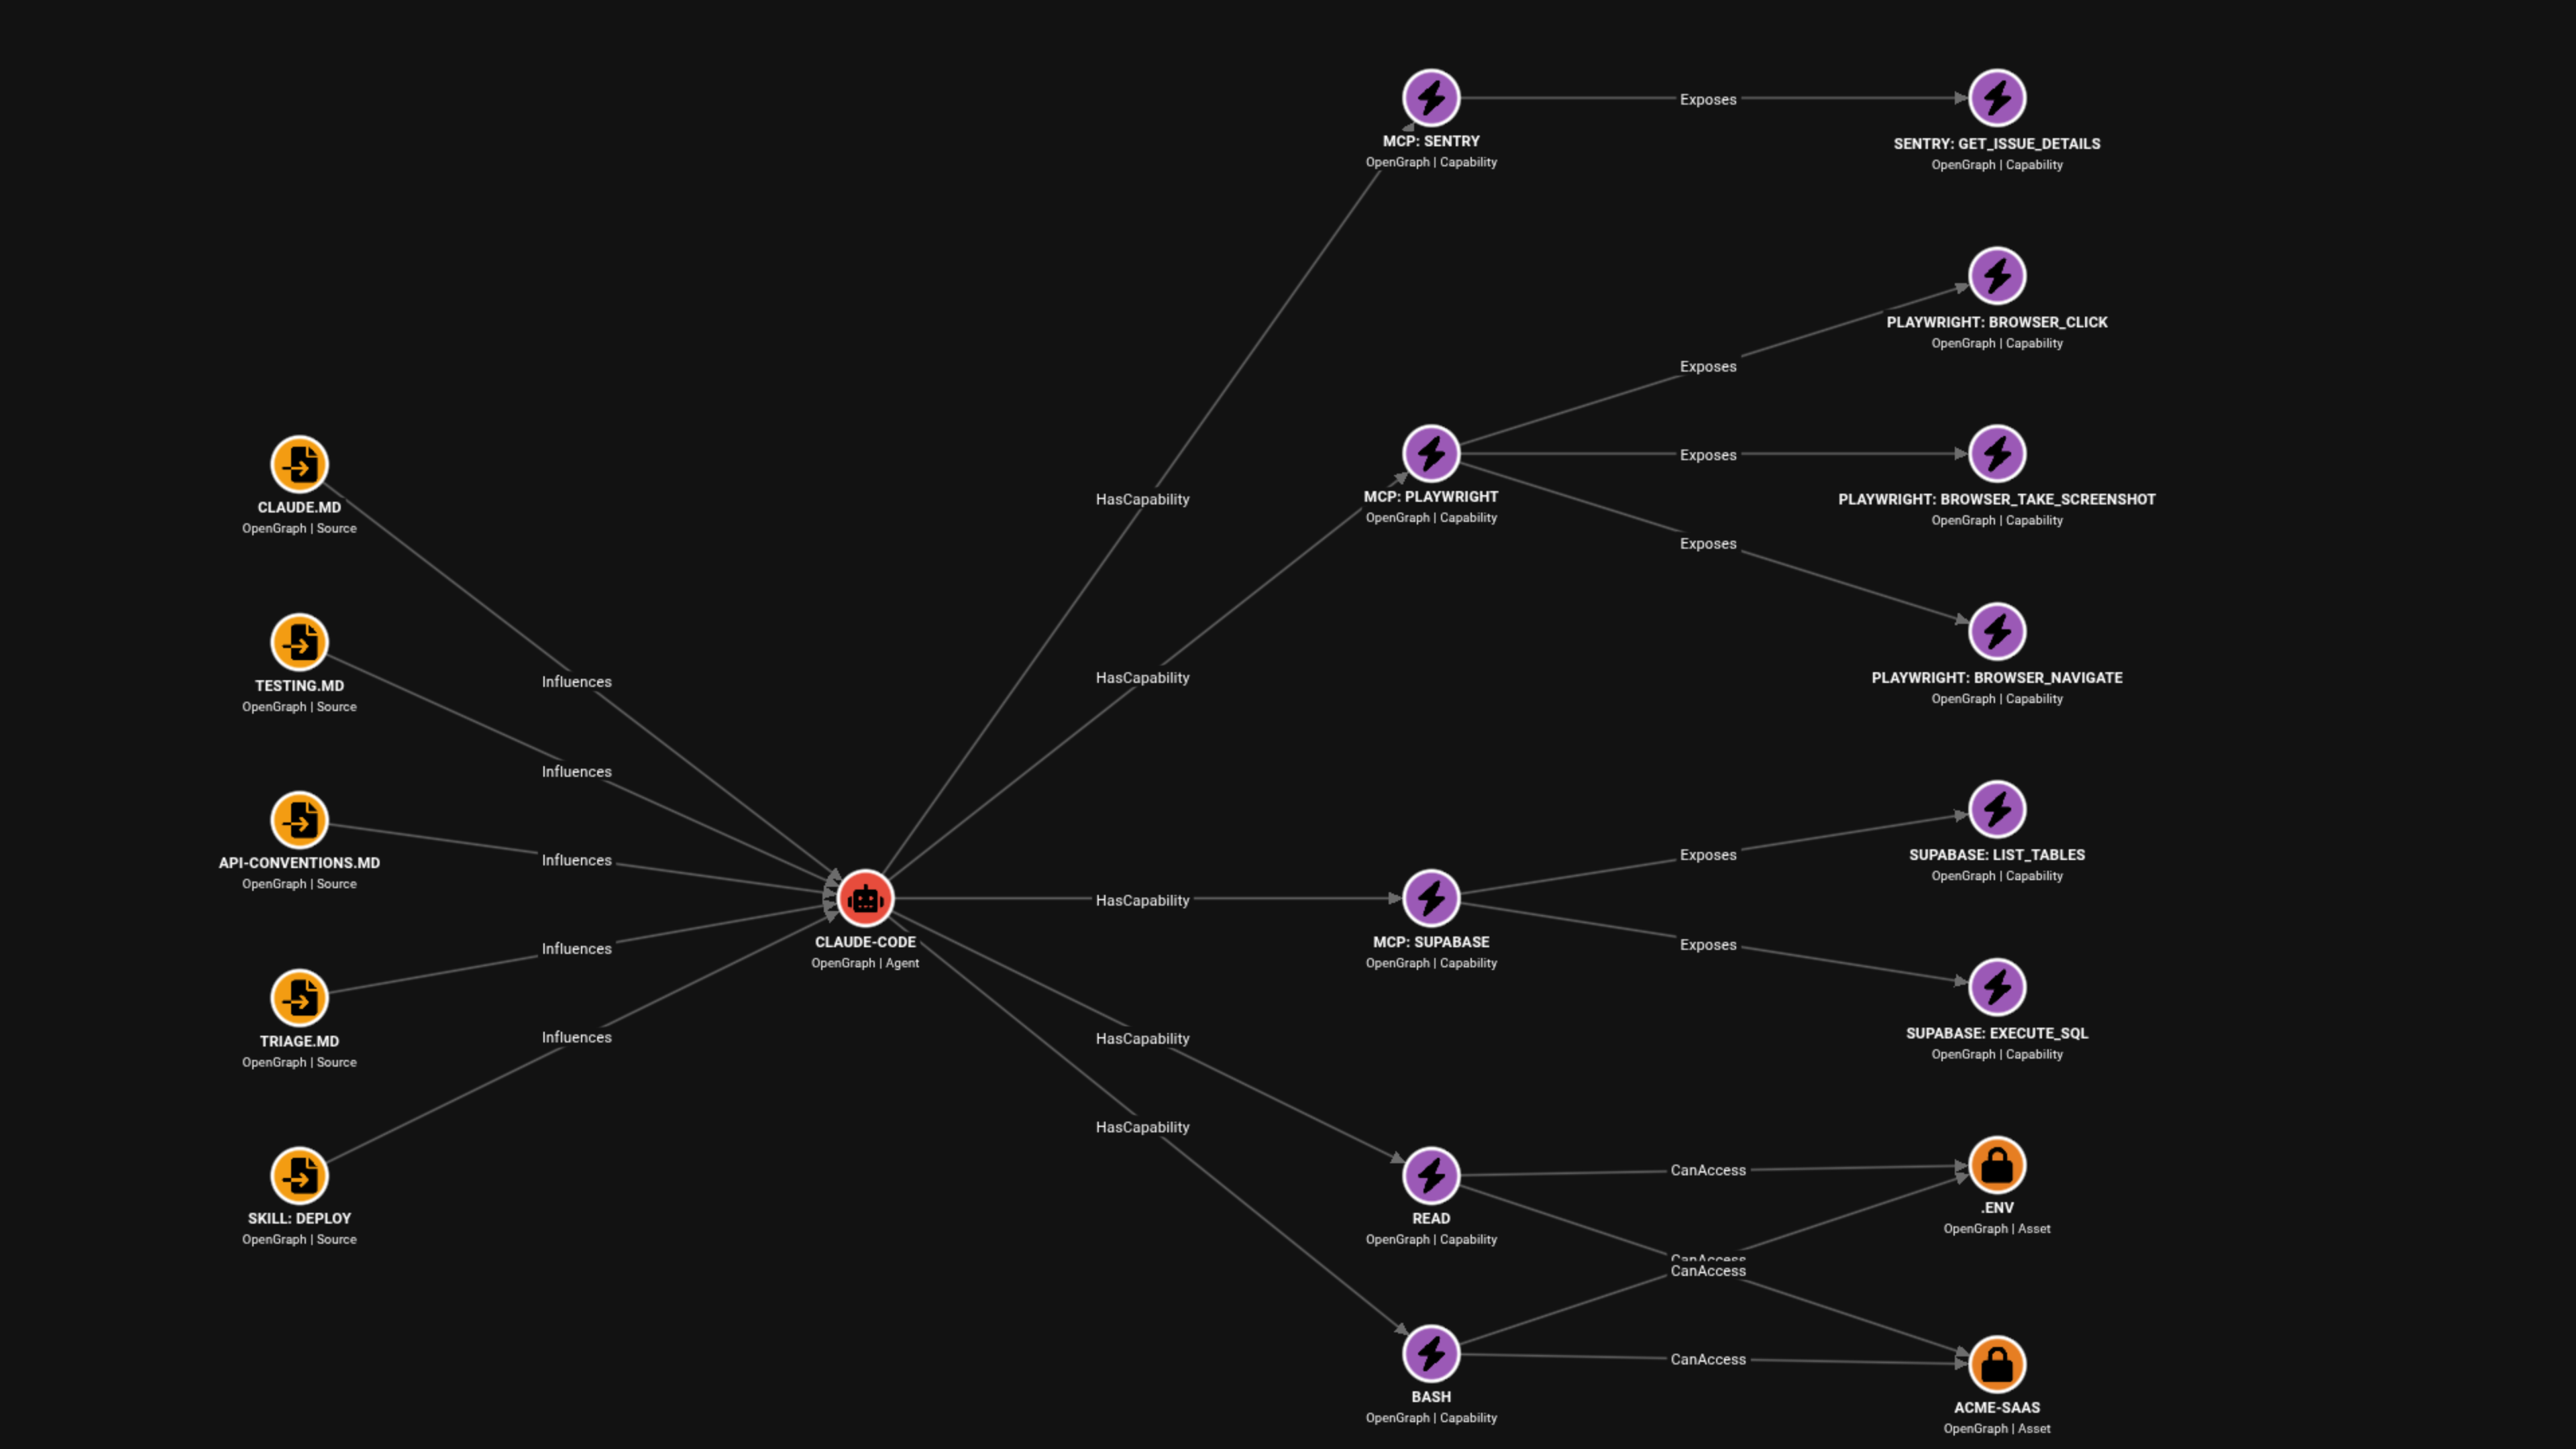 MCP: SENTRY
OpenGraph | Capability
Exposes
SENTRY: GET_ISSUE_DETAILS
OpenGraph | Capability
PLAYWRIGHT: BROWSER_CLICK
OpenGraph | Capability
Exposes
CLAUDE.MD
OpenGraph | Source
HasCapability
MCP: PLAYWRIGHT
OpenGraph | Capability
Exposes
PLAYWRIGHT: BROWSER_TAKE_SCREENSHOT
OpenGraph | Capability
Exposes
TESTING.MD
OpenGraph | Source
Influences
HasCapability
PLAYWRIGHT: BROWSER_NAVIGATE
OpenGraph | Capability
Influences
API-CONVENTIONS.MD
OpenGraph | Source
Influences
Exposes
SUPABASE: LIST_TABLES
OpenGraph | Capability
CLAUDE-CODE
OpenGraph | Agent
HasCapability
MCP: SUPABASE
OpenGraph | Capability
Exposes
Influences
TRIAGE.MD
OpenGraph | Source
Influences
HasCapability
SUPABASE: EXECUTE_SQL
OpenGraph | Capability
HasCapability
SKILL: DEPLOY
OpenGraph | Source
READ
OpenGraph | Capability
CanAccess
.ENV
OpenGraph | Asset
CanAccess
CanAccess
BASH
OpenGraph | Capability
CanAccess
ACME-SAAS
OpenGraph | Asset